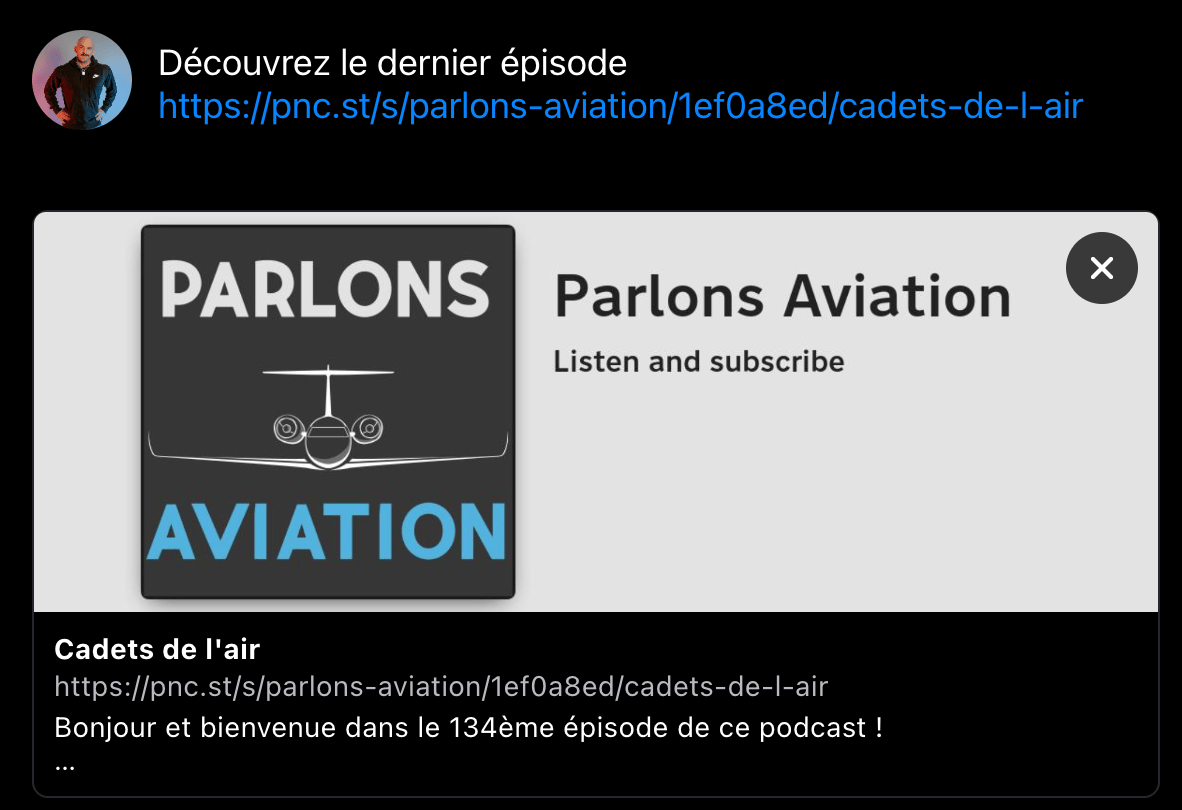 Découvrez le dernier épisode
https://pnc.st/s/parlons-aviation/1ef0a8ed/cadets-de-l-air
PARLONS
AVIATION
Parlons Aviation
Listen and subscribe
Cadets de l'air
https://pnc.st/s/parlons-aviation/1ef0a8ed/cadets-de-l-air
Bonjour et bienvenue dans le 134ème épisode de ce podcast !
...